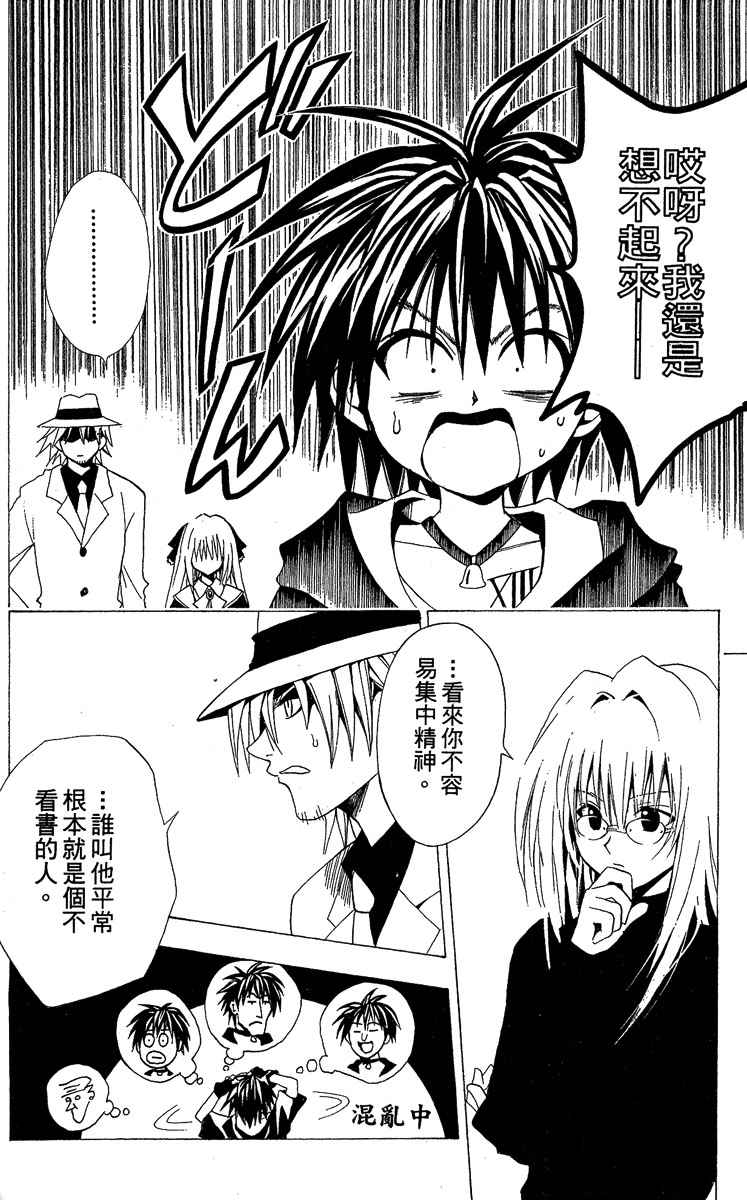 哎呀？我還是
想不起來——
ど——ん
…………
…看來你不容
易集中精神。
…誰叫他平常
根本就是個不
看書的人。
混亂中